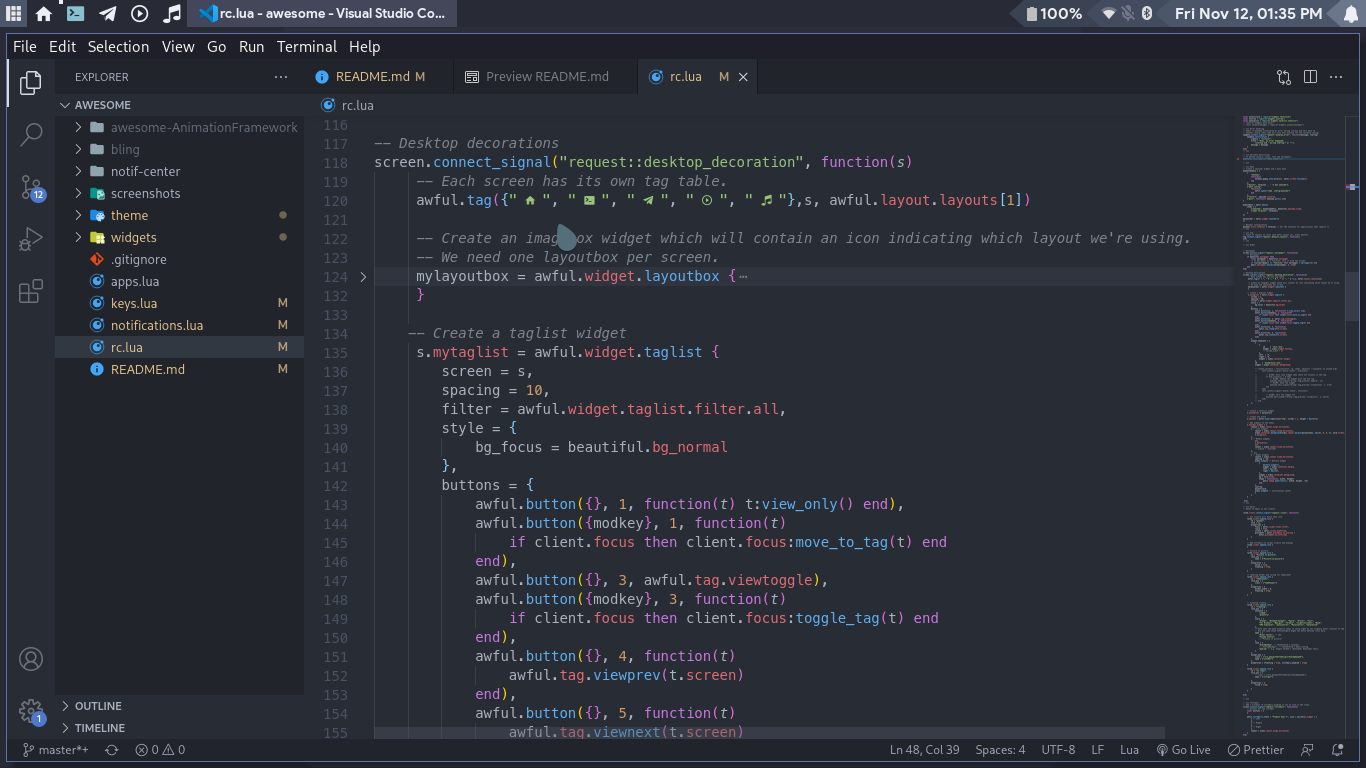 rc.lua - awesome - Visual Studio Co...
100%
Fri Nov 12, 01:35 PM
File Edit Selection View Go Run Terminal Help
EXPLORER
README.md M
Preview README.md
rc.lua M
AWESOME
rc.lua
awesome-AnimationFramework
bling
notif-center
screenshots
theme
widgets
.gitignore
apps.lua
keys.lua M
notifications.lua M
rc.lua M
README.md M
OUTLINE
TIMELINE
12
1
116
117 -- Desktop decorations
118 screen.connect_signal("request::desktop_decoration", function(s)
119 -- Each screen has its own tag table.
120 awful.tag({" ", " ", " ", " ", " "},s, awful.layout.layouts[1])
121
122 -- Create an imagebox widget which will contain an icon indicating which layout we're using.
123 -- We need one layoutbox per screen.
124 mylayoutbox = awful.widget.layoutbox {⋯
132 }
133
134 -- Create a taglist widget
135 s.mytaglist = awful.widget.taglist {
136 screen = s,
137 spacing = 10,
138 filter = awful.widget.taglist.filter.all,
139 style = {
140 bg_focus = beautiful.bg_normal
141 },
142 buttons = {
143 awful.button({}, 1, function(t) t:view_only() end),
144 awful.button({modkey}, 1, function(t)
145 if client.focus then client.focus:move_to_tag(t) end
146 end),
147 awful.button({}, 3, awful.tag.viewtoggle),
148 awful.button({modkey}, 3, function(t)
149 if client.focus then client.focus:toggle_tag(t) end
150 end),
151 awful.button({}, 4, function(t)
152 awful.tag.viewprev(t.screen)
153 end),
154 awful.button({}, 5, function(t)
155 awful.tag.viewnext(t.screen)
master*+ 0 0
Ln 48, Col 39 Spaces: 4 UTF-8 LF Lua Go Live Prettier